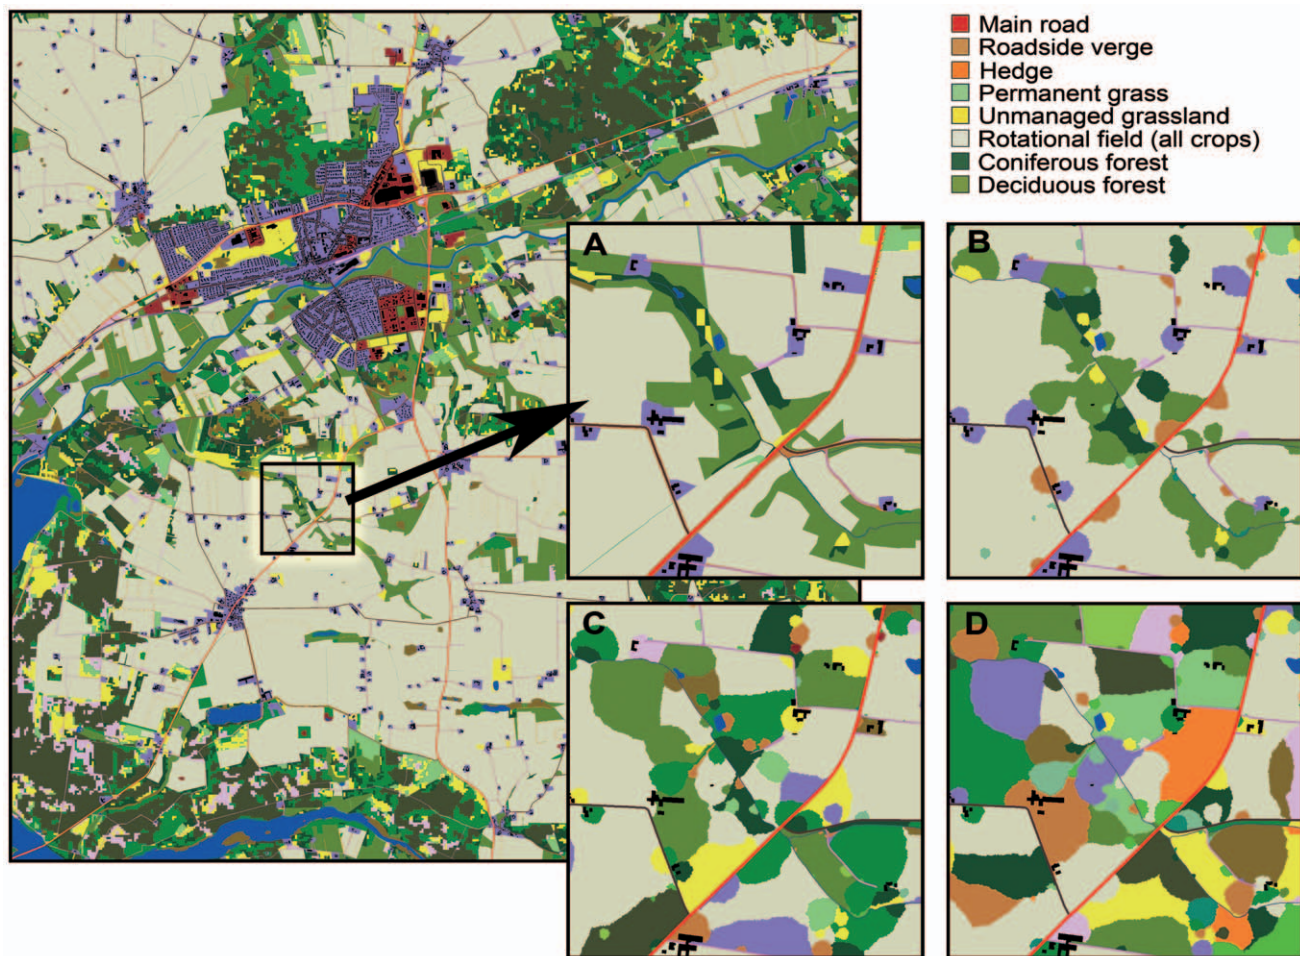 Main road
Roadside verge
Hedge
Permanent grass
Unmanaged grassland
Rotational field (all crops)
Coniferous forest
Deciduous forest
A
B
C
D